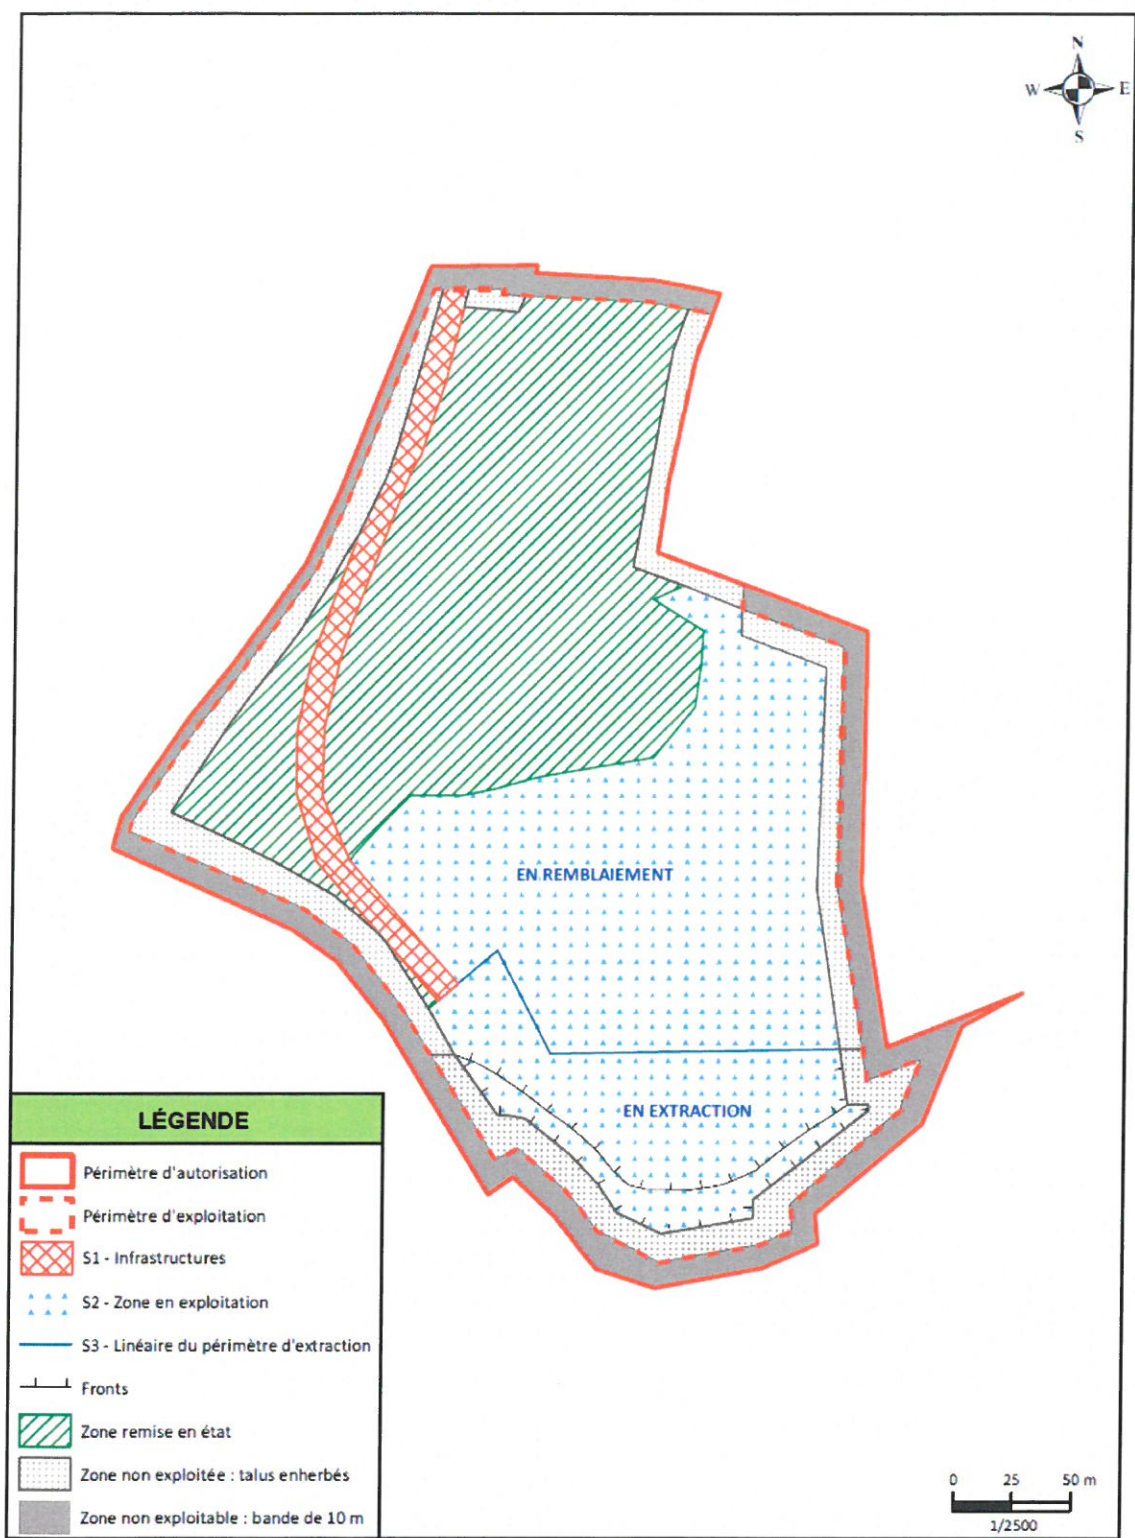 N
W E
S
EN REMBLAIEMENT
EN EXTRACTION
LÉGENDE
Périmètre d'autorisation
Périmètre d'exploitation
S1 - Infrastructures
S2 - Zone en exploitation
S3 - Linéaire du périmètre d'extraction
Fronts
Zone remise en état
Zone non exploitée : talus enherbés
Zone non exploitable : bande de 10 m
0 25 50 m
1/2500